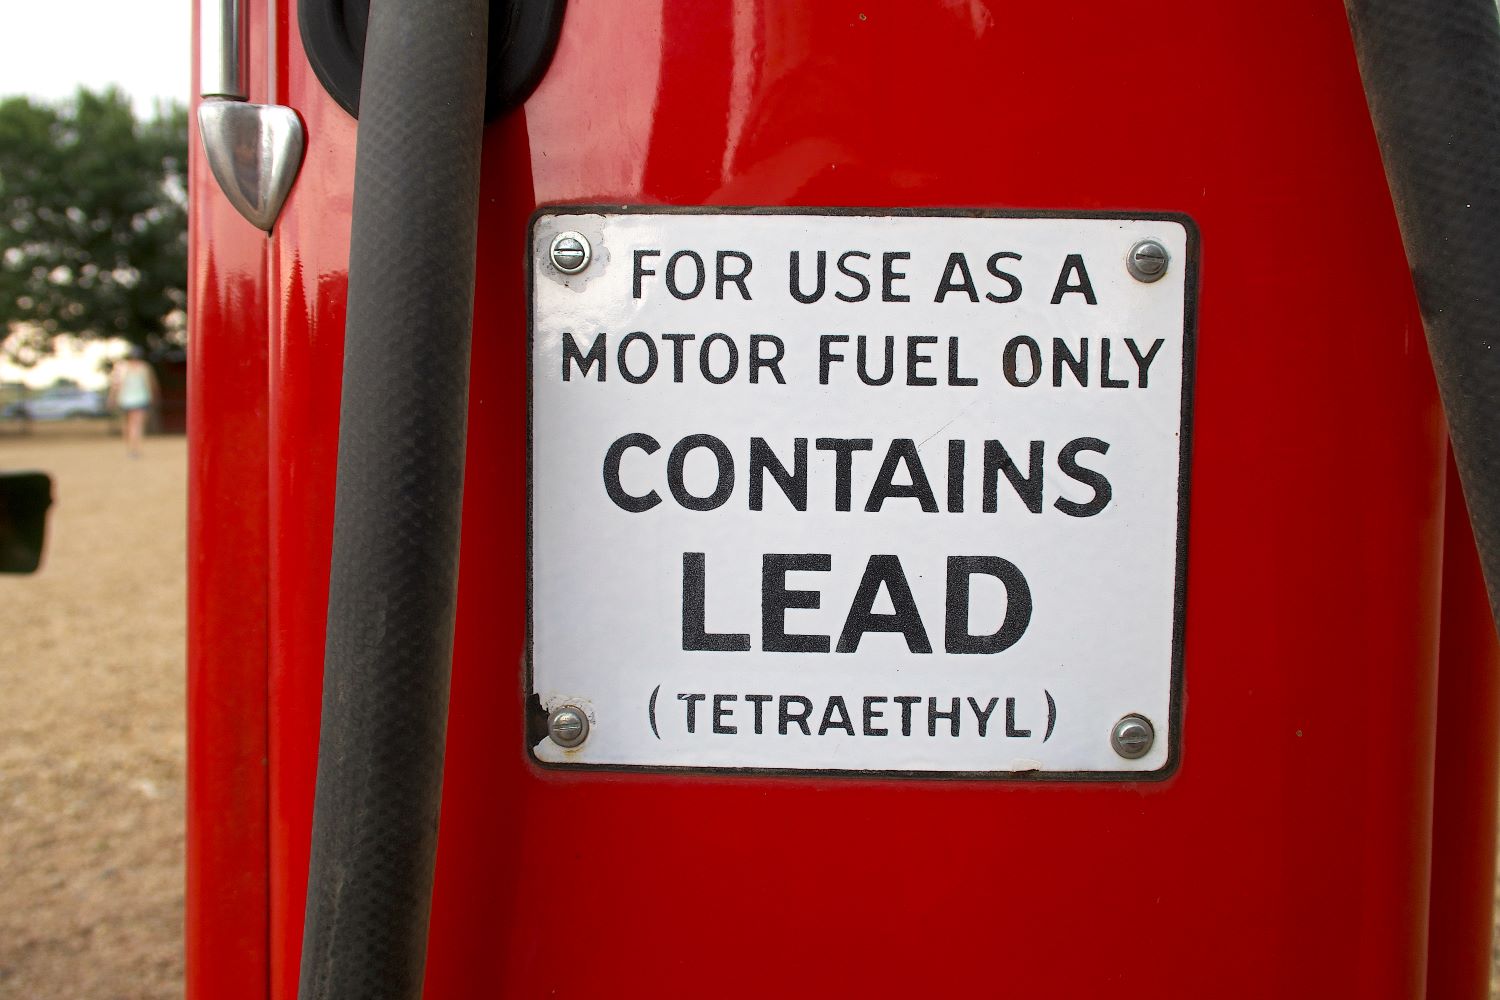 FOR USE AS A
MOTOR FUEL ONLY
CONTAINS
LEAD
(TETRAETHYL)